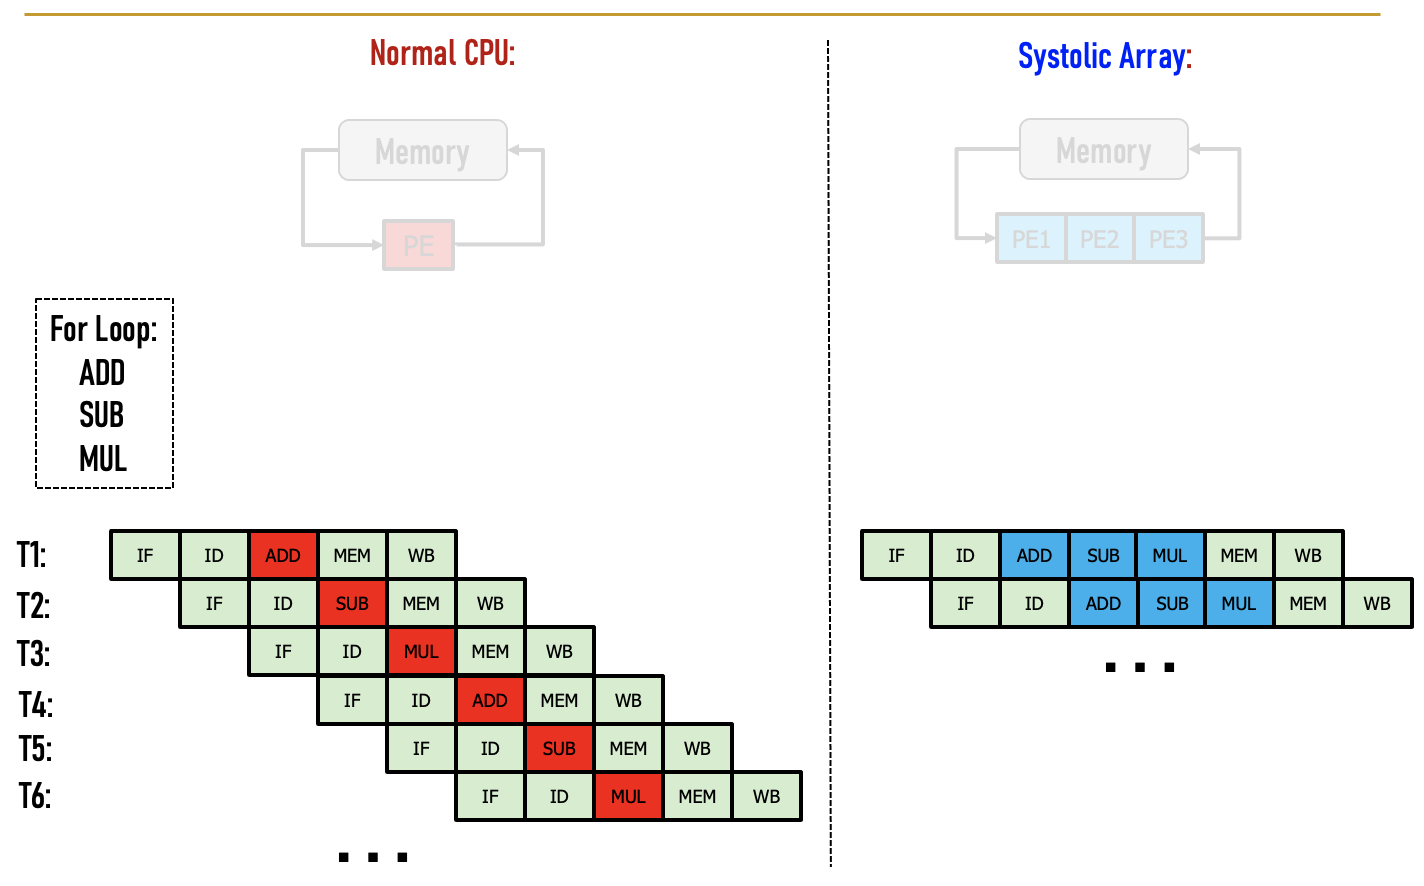 Normal CPU:
Systolic Array:
Memory
Memory
PE
PE1 PE2 PE3
For Loop:
ADD
SUB
MUL
T1: IF ID ADD MEM WB
IF ID ADD SUB MUL MEM WB
T2: IF ID SUB MEM WB
IF ID ADD SUB MUL MEM WB
T3: IF ID MUL MEM WB
...
T4: IF ID ADD MEM WB
T5: IF ID SUB MEM WB
T6: IF ID MUL MEM WB
...